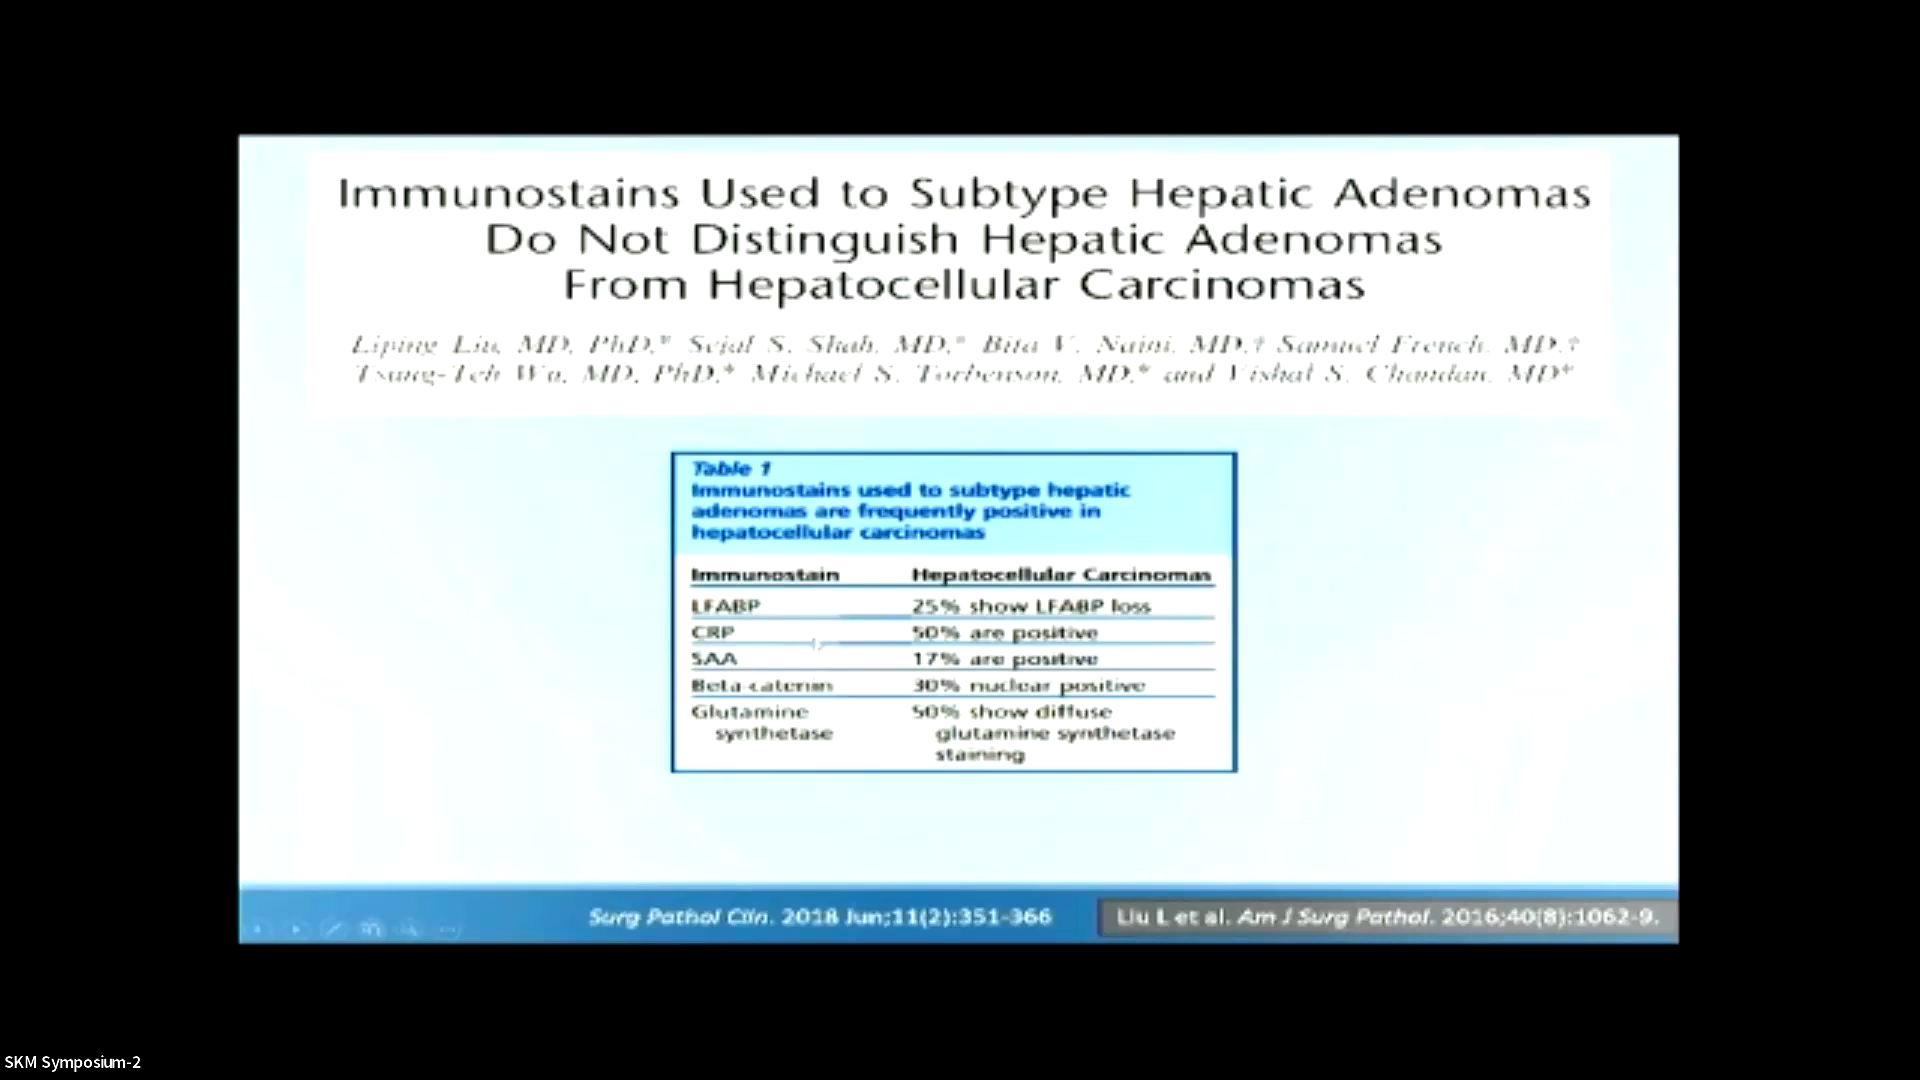 Immunostains Used to Subtype Hepatic Adenomas
Do Not Distinguish Hepatic Adenomas
From Hepatocellular Carcinomas
Liping Liu, MD, PhD,* Sejal S. Shah, MD,* Bita V. Naini, MD,† Samuel French, MD,†
Tsung-Teh Wu, MD, PhD,* Michael S. Torbenson, MD,* and Vishal S. Chandan, MD*
Table 1
Immunostains used to subtype hepatic
adenomas are frequently positive in
hepatocellular carcinomas
Immunostain Hepatocellular Carcinomas
LFABP 25% show LFABP loss
CRP 50% are positive
SAA 17% are positive
Beta-catenin 30% nuclear positive
Glutamine 50% show diffuse
synthetase glutamine synthetase
staining
Surg Pathol Clin. 2018 Jun;11(2):351-366 Liu L et al. Am J Surg Pathol. 2016;40(8):1062-9.
SKM Symposium-2